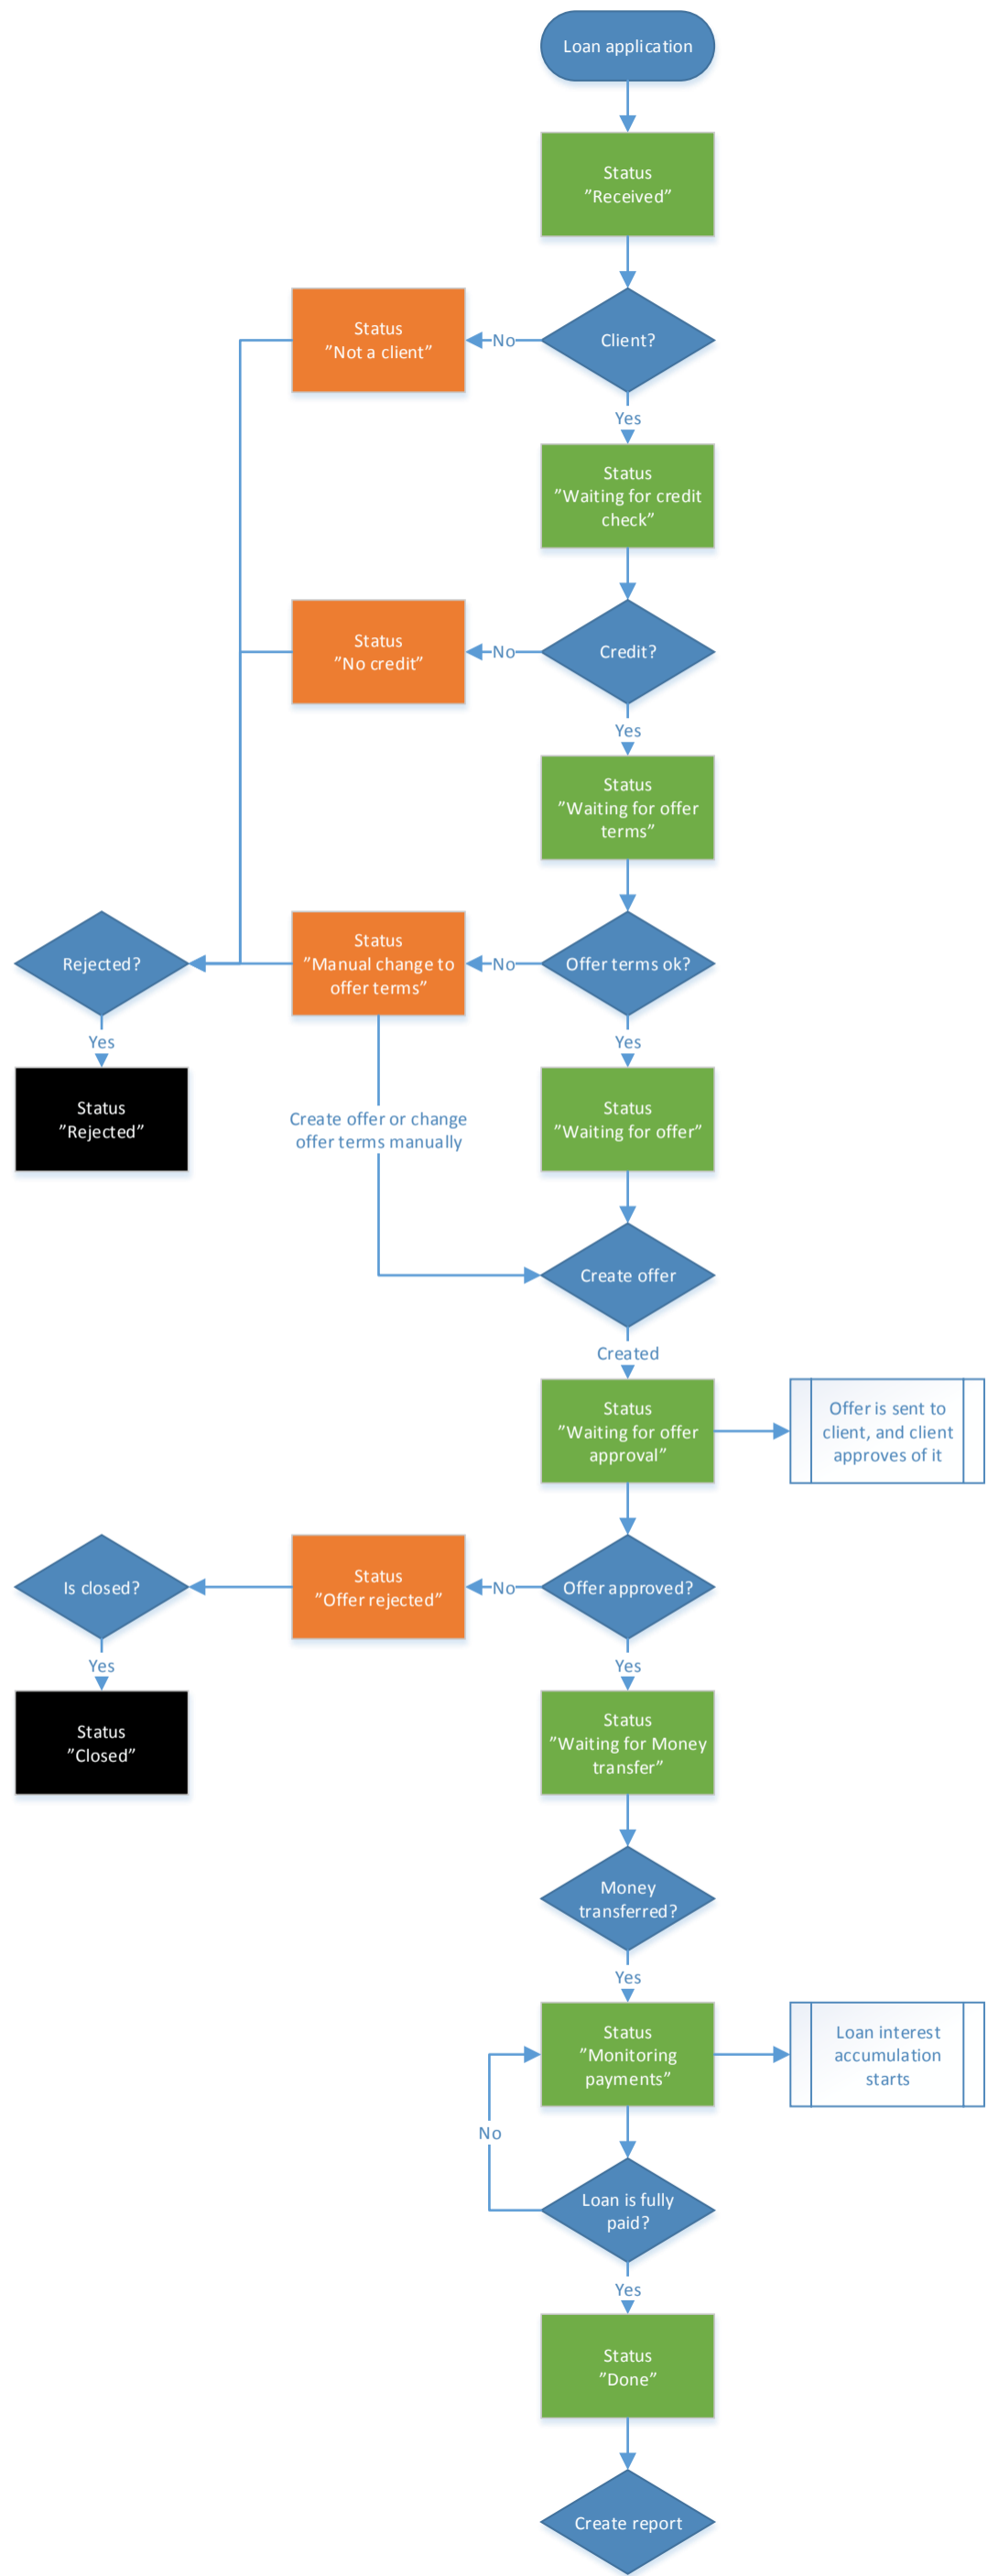 Loan application
Status
”Received”
Client?
No
Status
”Not a client”
Yes
Status
”Waiting for credit
check”
Credit?
No
Status
”No credit”
Yes
Status
”Waiting for offer
terms”
Offer terms ok?
No
Status
”Manual change to
offer terms”
Rejected?
Yes
Status
”Rejected”
Create offer or change
offer terms manually
Yes
Status
”Waiting for offer”
Create offer
Created
Status
”Waiting for offer
approval”
Offer is sent to
client, and client
approves of it
Offer approved?
No
Status
”Offer rejected”
Is closed?
Yes
Status
”Closed”
Yes
Status
”Waiting for Money
transfer”
Money
transferred?
Yes
Status
”Monitoring
payments”
Loan interest
accumulation
starts
No
Loan is fully
paid?
Yes
Status
”Done”
Create report